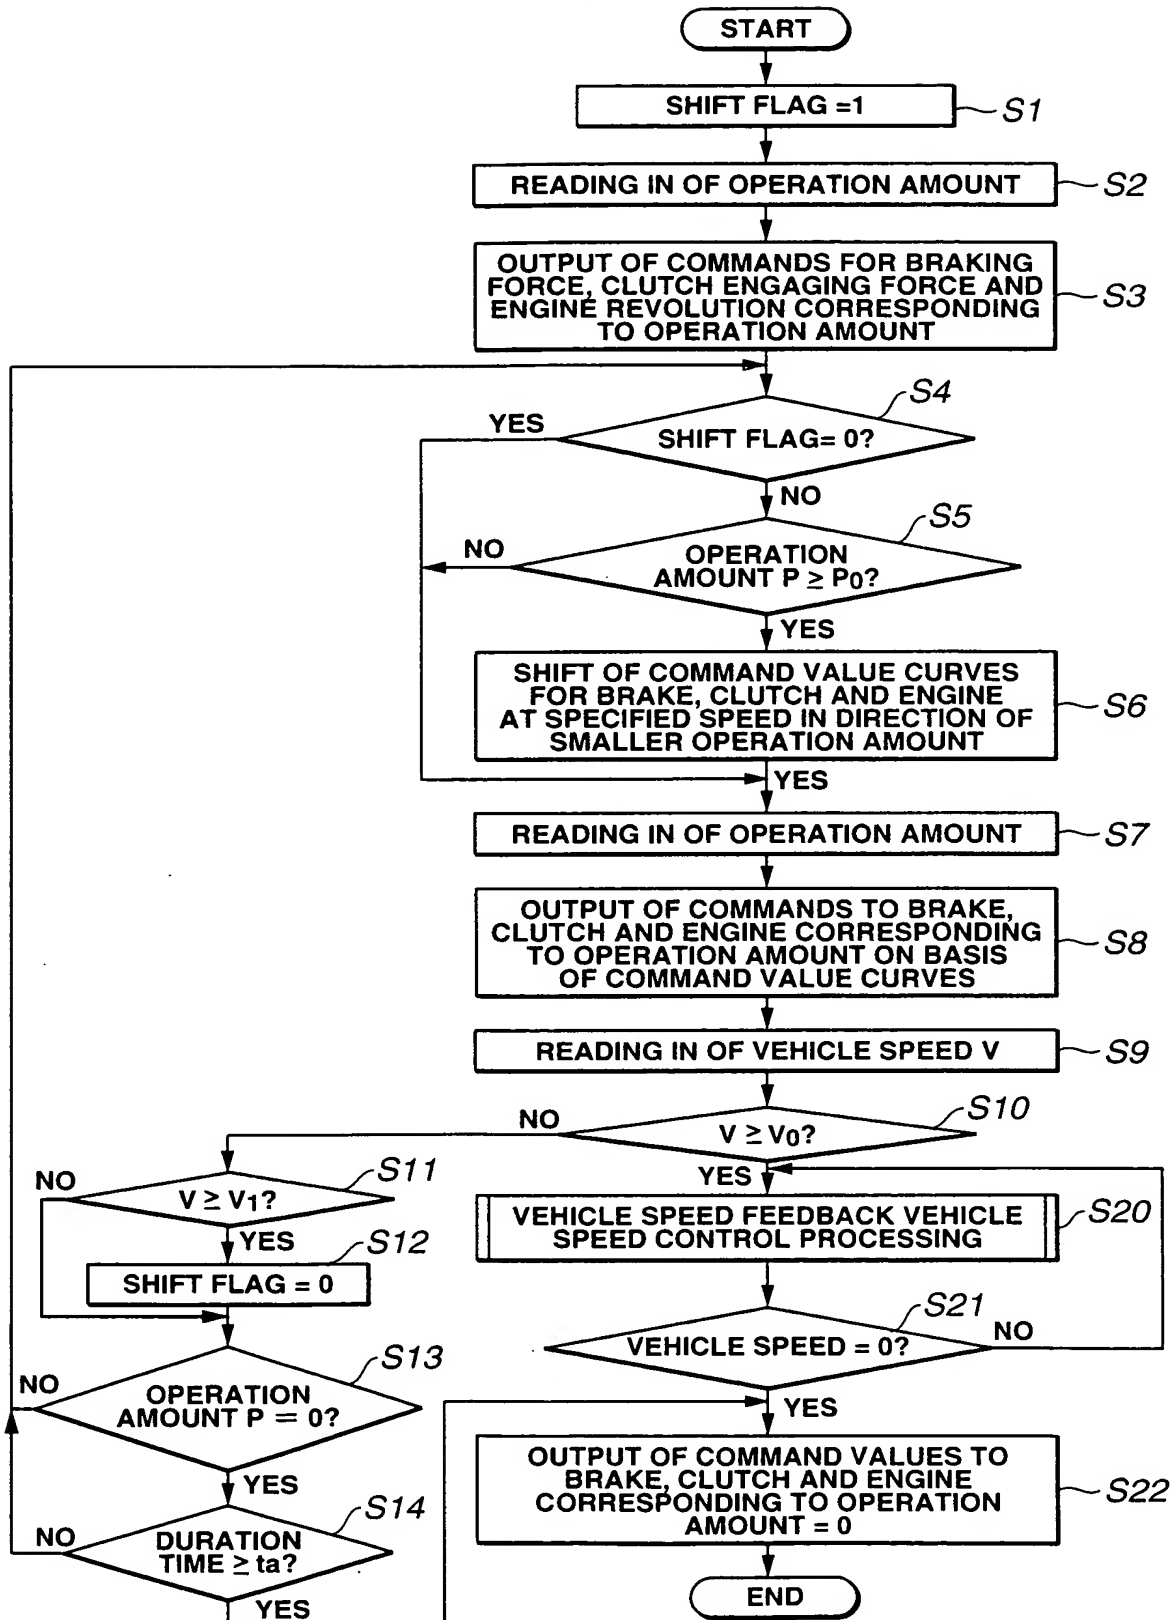 START
SHIFT FLAG =1
S1
READING IN OF OPERATION AMOUNT
S2
OUTPUT OF COMMANDS FOR BRAKING
FORCE, CLUTCH ENGAGING FORCE AND
ENGINE REVOLUTION CORRESPONDING
TO OPERATION AMOUNT
S3
S4
YES
SHIFT FLAG= 0?
NO
S5
NO
OPERATION
AMOUNT P ≥ P0?
YES
SHIFT OF COMMAND VALUE CURVES
FOR BRAKE, CLUTCH AND ENGINE
AT SPECIFIED SPEED IN DIRECTION OF
SMALLER OPERATION AMOUNT
S6
YES
READING IN OF OPERATION AMOUNT
S7
OUTPUT OF COMMANDS TO BRAKE,
CLUTCH AND ENGINE CORRESPONDING
TO OPERATION AMOUNT ON BASIS
OF COMMAND VALUE CURVES
S8
READING IN OF VEHICLE SPEED V
S9
S10
NO
V ≥ V0?
YES
S11
NO
V ≥ V1?
YES
S12
SHIFT FLAG = 0
VEHICLE SPEED FEEDBACK VEHICLE
SPEED CONTROL PROCESSING
S20
S21
VEHICLE SPEED = 0?
NO
YES
S13
NO
OPERATION
AMOUNT P = 0?
YES
S14
NO
DURATION
TIME ≥ ta?
YES
OUTPUT OF COMMAND VALUES TO
BRAKE, CLUTCH AND ENGINE
CORRESPONDING TO OPERATION
AMOUNT = 0
S22
END